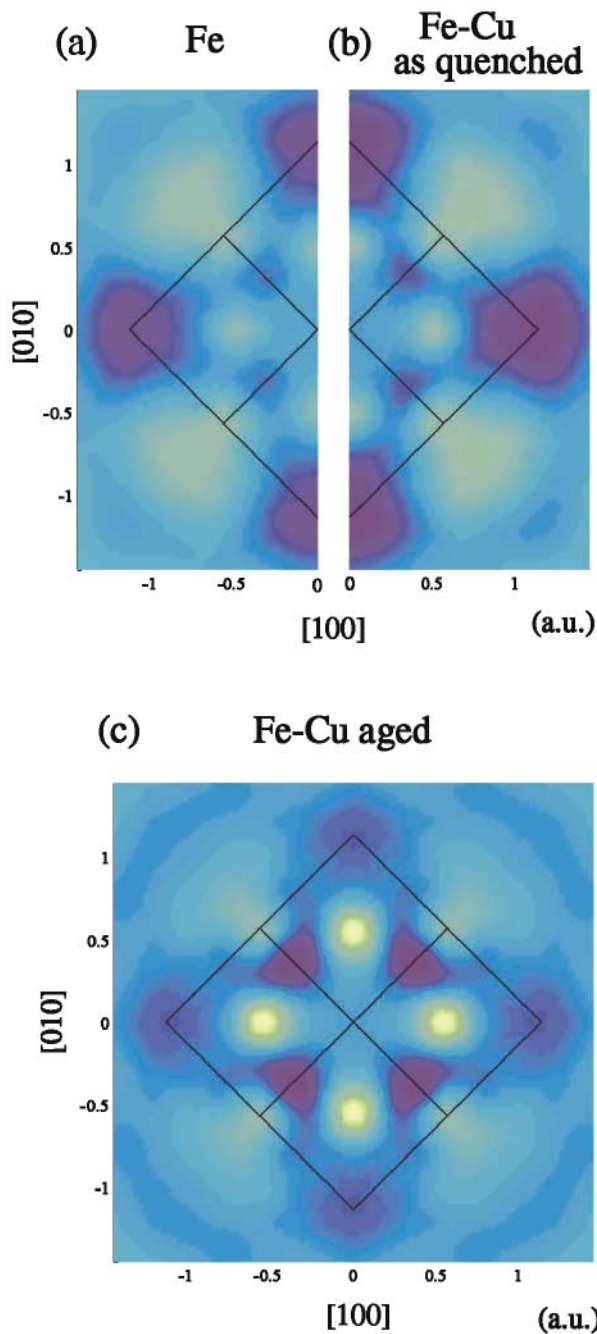 (a) Fe
(b) Fe-Cu
as quenched
1
0.5
0
-0.5
-1
[010]
-1 -0.5 0 0 0.5 1
[100] (a.u.)
(c) Fe-Cu aged
1
0.5
0
-0.5
-1
[010]
-1 -0.5 0 0.5 1
[100] (a.u.)